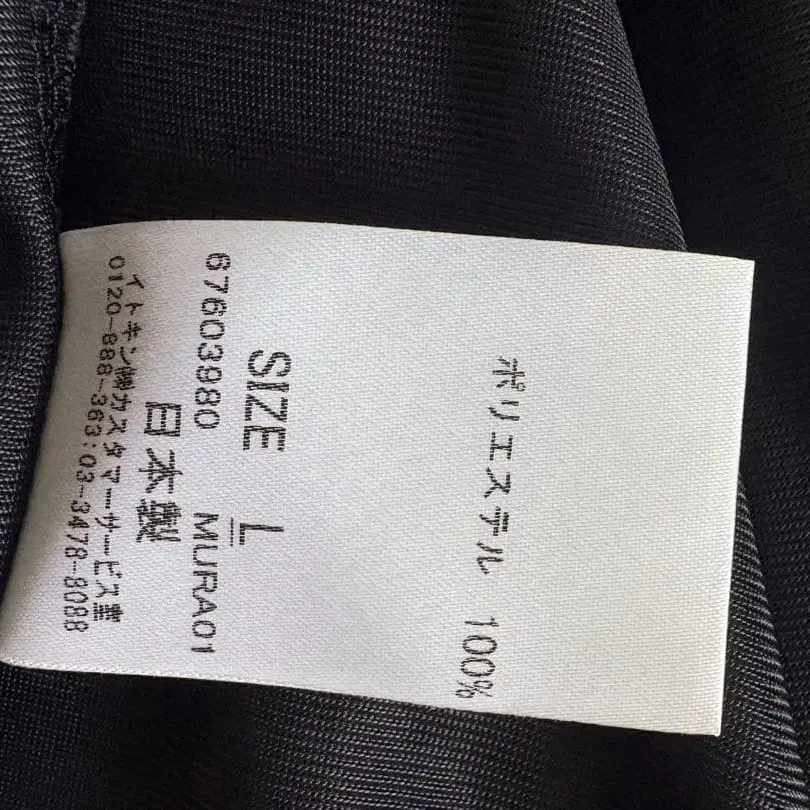 ポリエステル 100%
SIZE L
67603980 MURA01
日本製
イトキン㈱カスタマーサービス室
0120-888-363:03-3478-8088